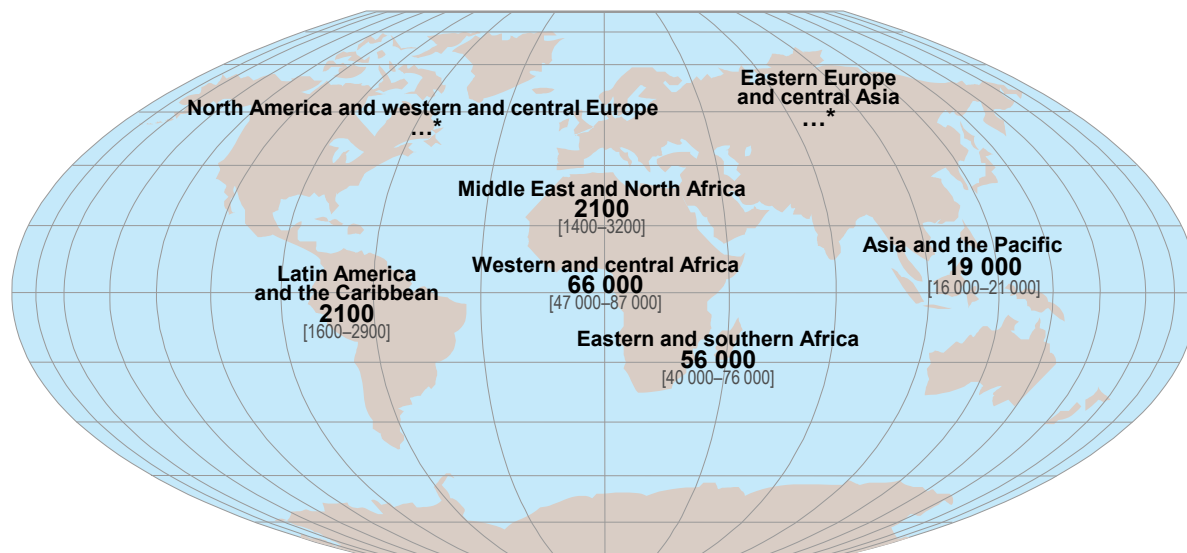 Eastern Europe
and central Asia
...*
North America and western and central Europe
...*
Middle East and North Africa
2100
[1400–3200]
Asia and the Pacific
19 000
[16 000–21 000]
Western and central Africa
66 000
[47 000–87 000]
Latin America
and the Caribbean
2100
[1600–2900]
Eastern and southern Africa
56 000
[40 000–76 000]